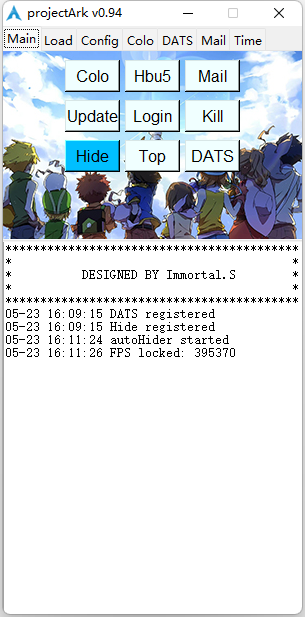 projectArk v0.94
Main Load Config Colo DATS Mail Time
Colo Hbu5 Mail
Update Login Kill
Hide Top DATS
****************************************
* *
* DESIGNED BY Immortal.S *
* *
****************************************
05-23 16:09:15 DATS registered
05-23 16:09:15 Hide registered
05-23 16:11:24 autoHider started
05-23 16:11:26 FPS locked: 395370